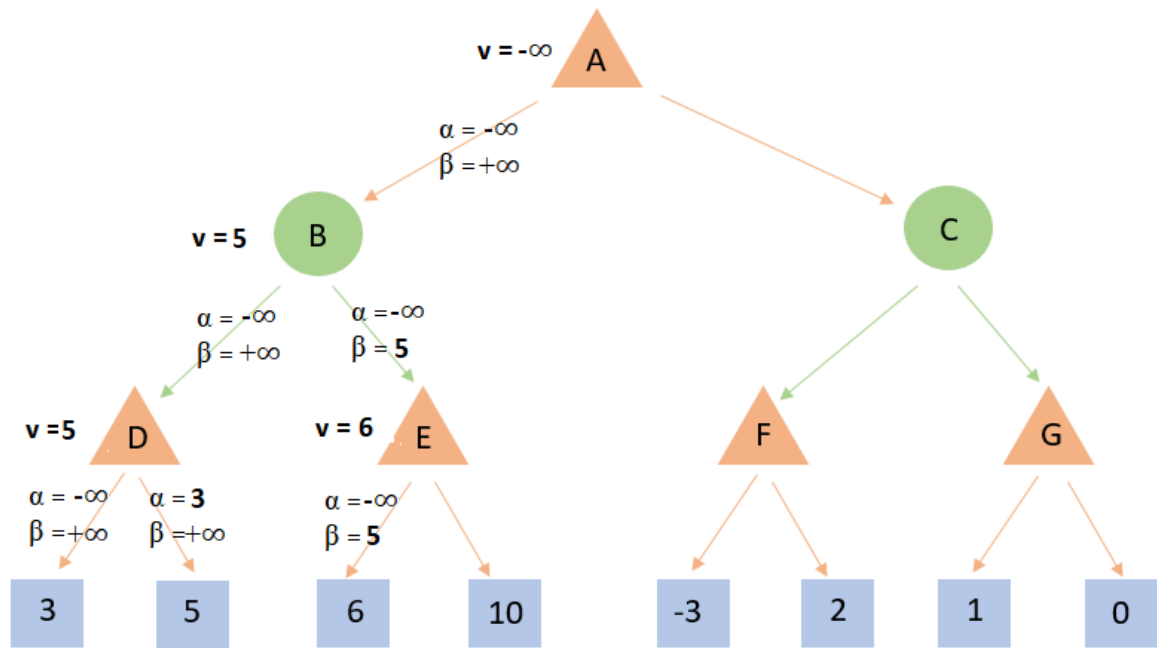 A
v = -∞
α = -∞
β = +∞
B
v = 5
C
α = -∞
β = +∞
α = -∞
β = 5
D
v =5
E
v = 6
F
G
α = -∞
β = +∞
α = 3
β = +∞
α = -∞
β = 5
3
5
6
10
-3
2
1
0